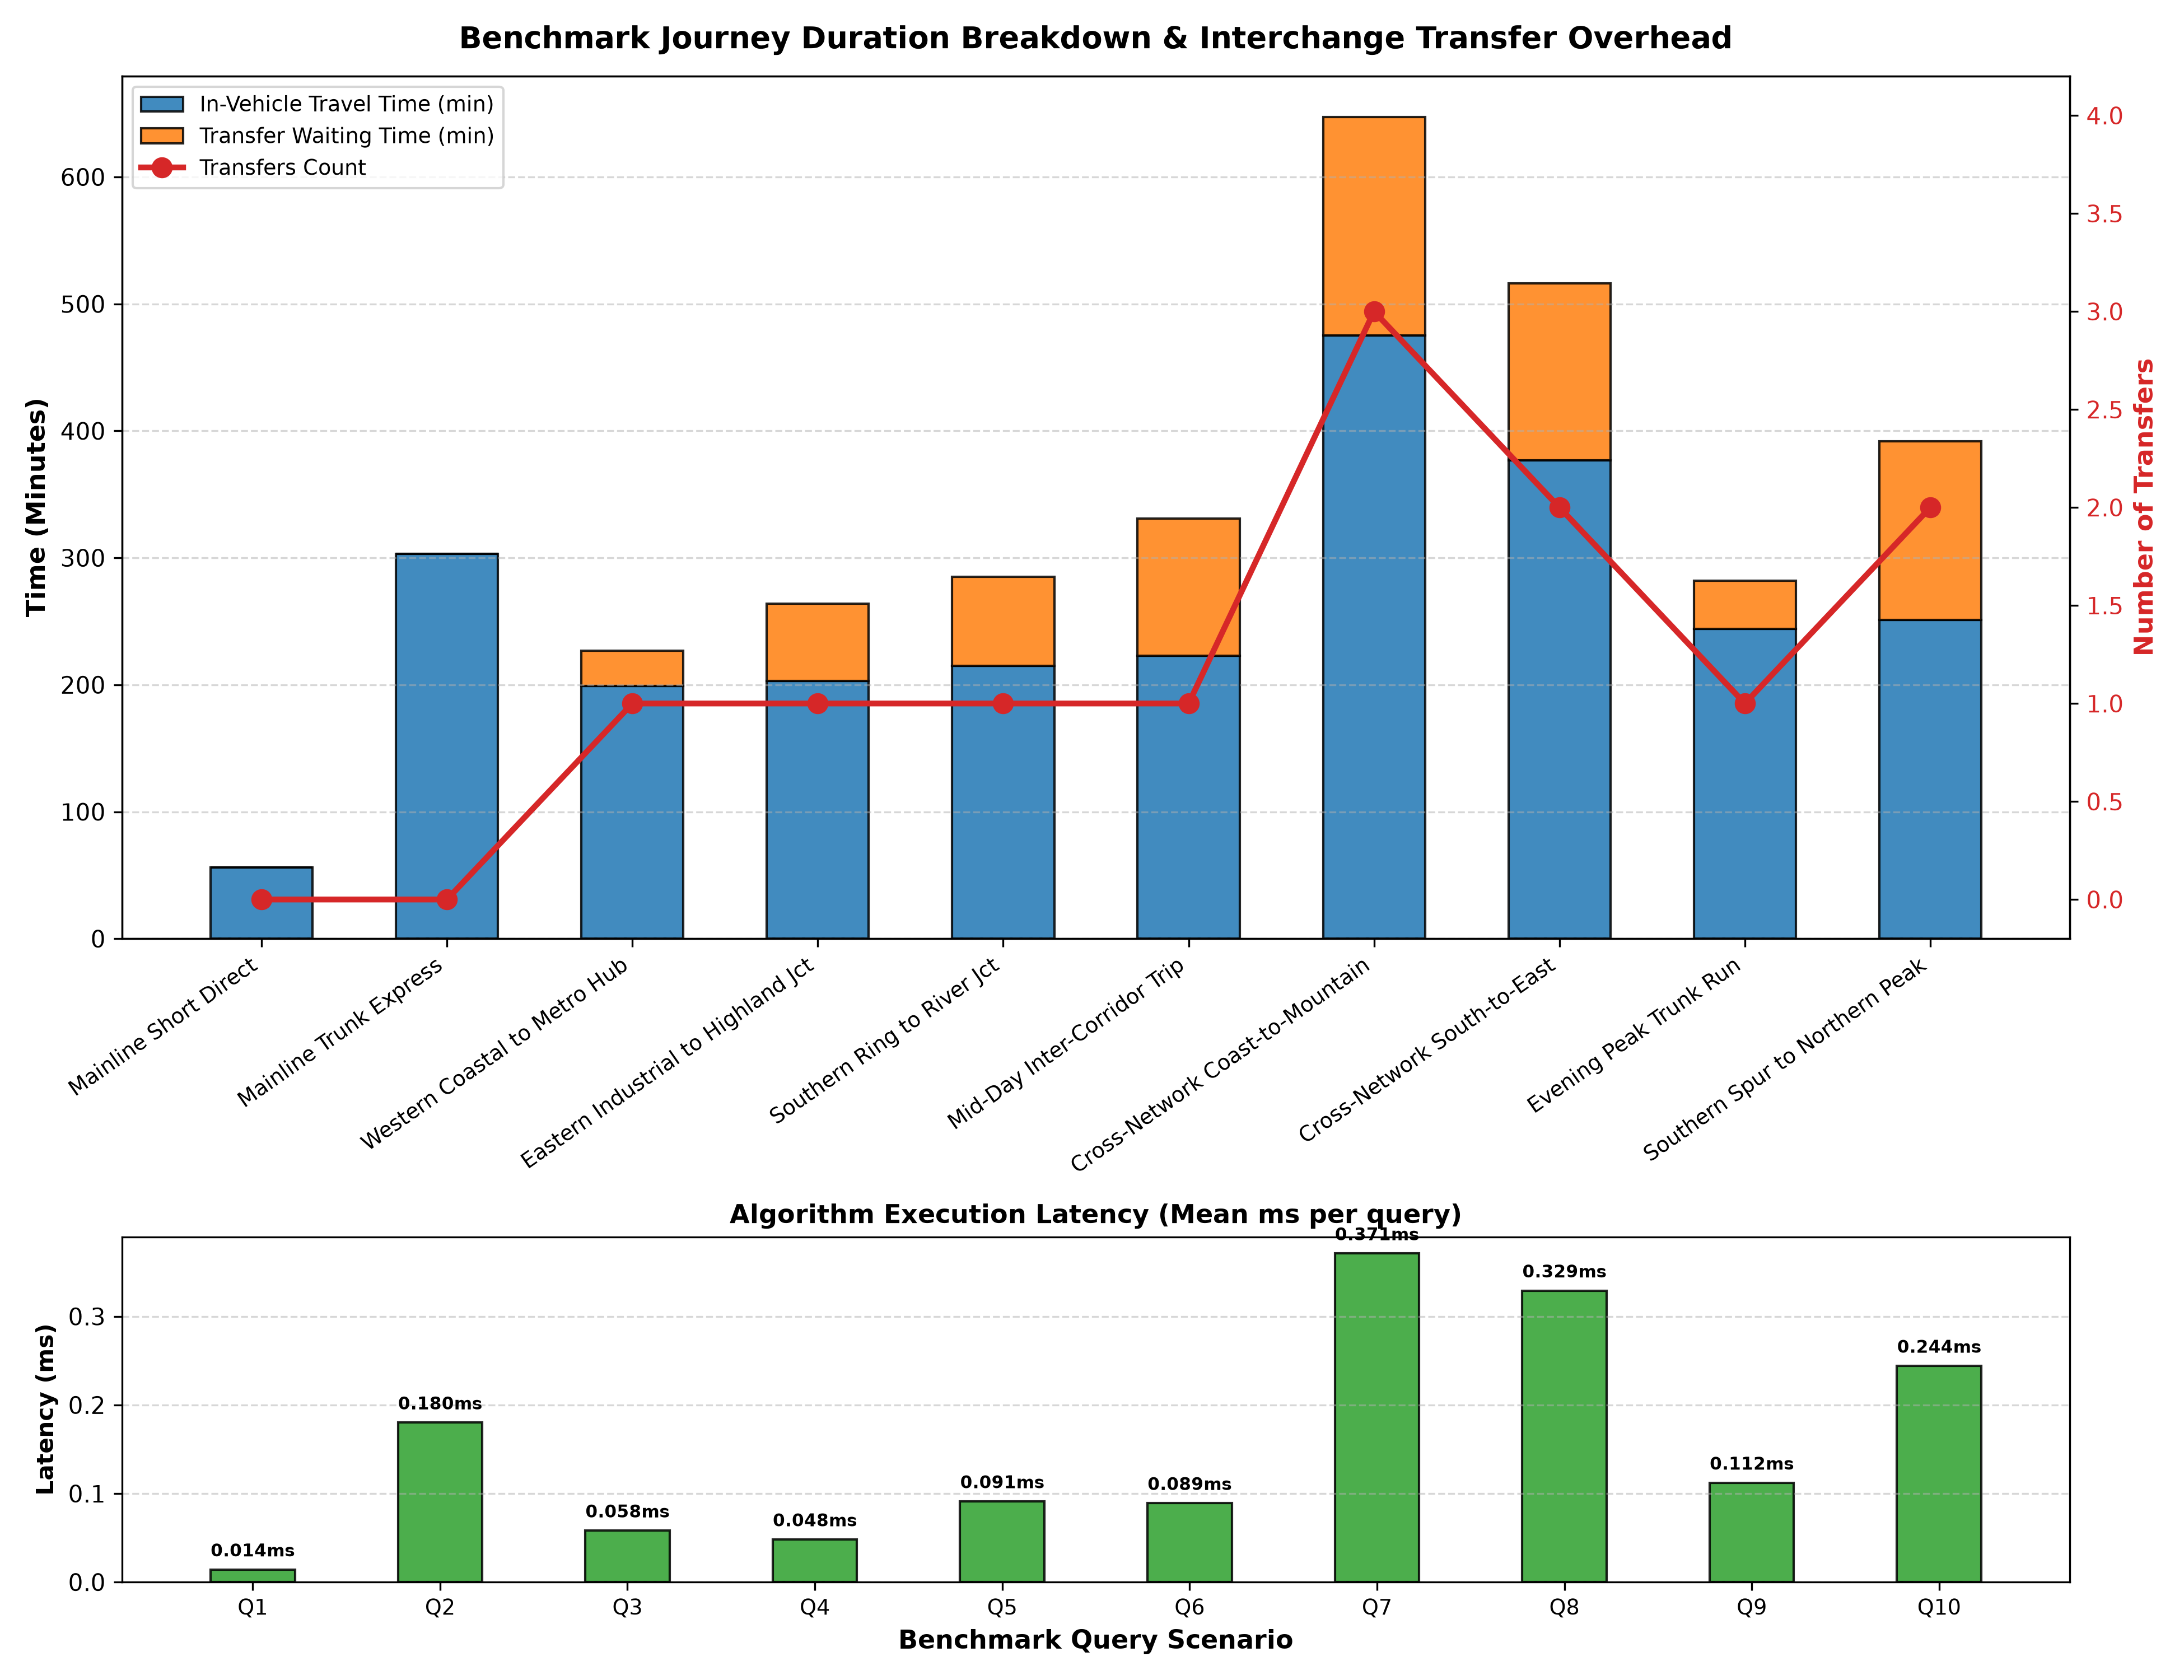 Benchmark Journey Duration Breakdown & Interchange Transfer Overhead
In-Vehicle Travel Time (min)
Transfer Waiting Time (min)
Transfers Count
Time (Minutes)
600
500
400
300
200
100
0
4.0
3.5
3.0
2.5
2.0
1.5
1.0
0.5
0.0
Number of Transfers
Mainline Short Direct
Mainline Trunk Express
Western Coastal to Metro Hub
Eastern Industrial to Highland Jct
Southern Ring to River Jct
Mid-Day Inter-Corridor Trip
Cross-Network Coast-to-Mountain
Cross-Network South-to-East
Evening Peak Trunk Run
Southern Spur to Northern Peak
Algorithm Execution Latency (Mean ms per query)
Latency (ms)
0.3
0.2
0.1
0.0
0.014ms
0.180ms
0.058ms
0.048ms
0.091ms
0.089ms
0.371ms
0.329ms
0.112ms
0.244ms
Q1
Q2
Q3
Q4
Q5
Q6
Q7
Q8
Q9
Q10
Benchmark Query Scenario